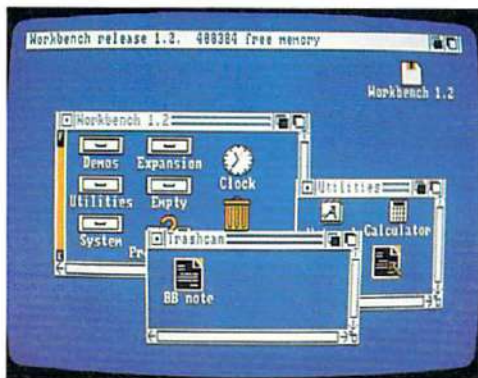 Workbench release 1.2. 400304 free memory
Workbench 1.2
Workbench 1.2
Demos Expansion
Clock
Utilities Empty
System
Utilities
Calculator
Trashcan
BB note